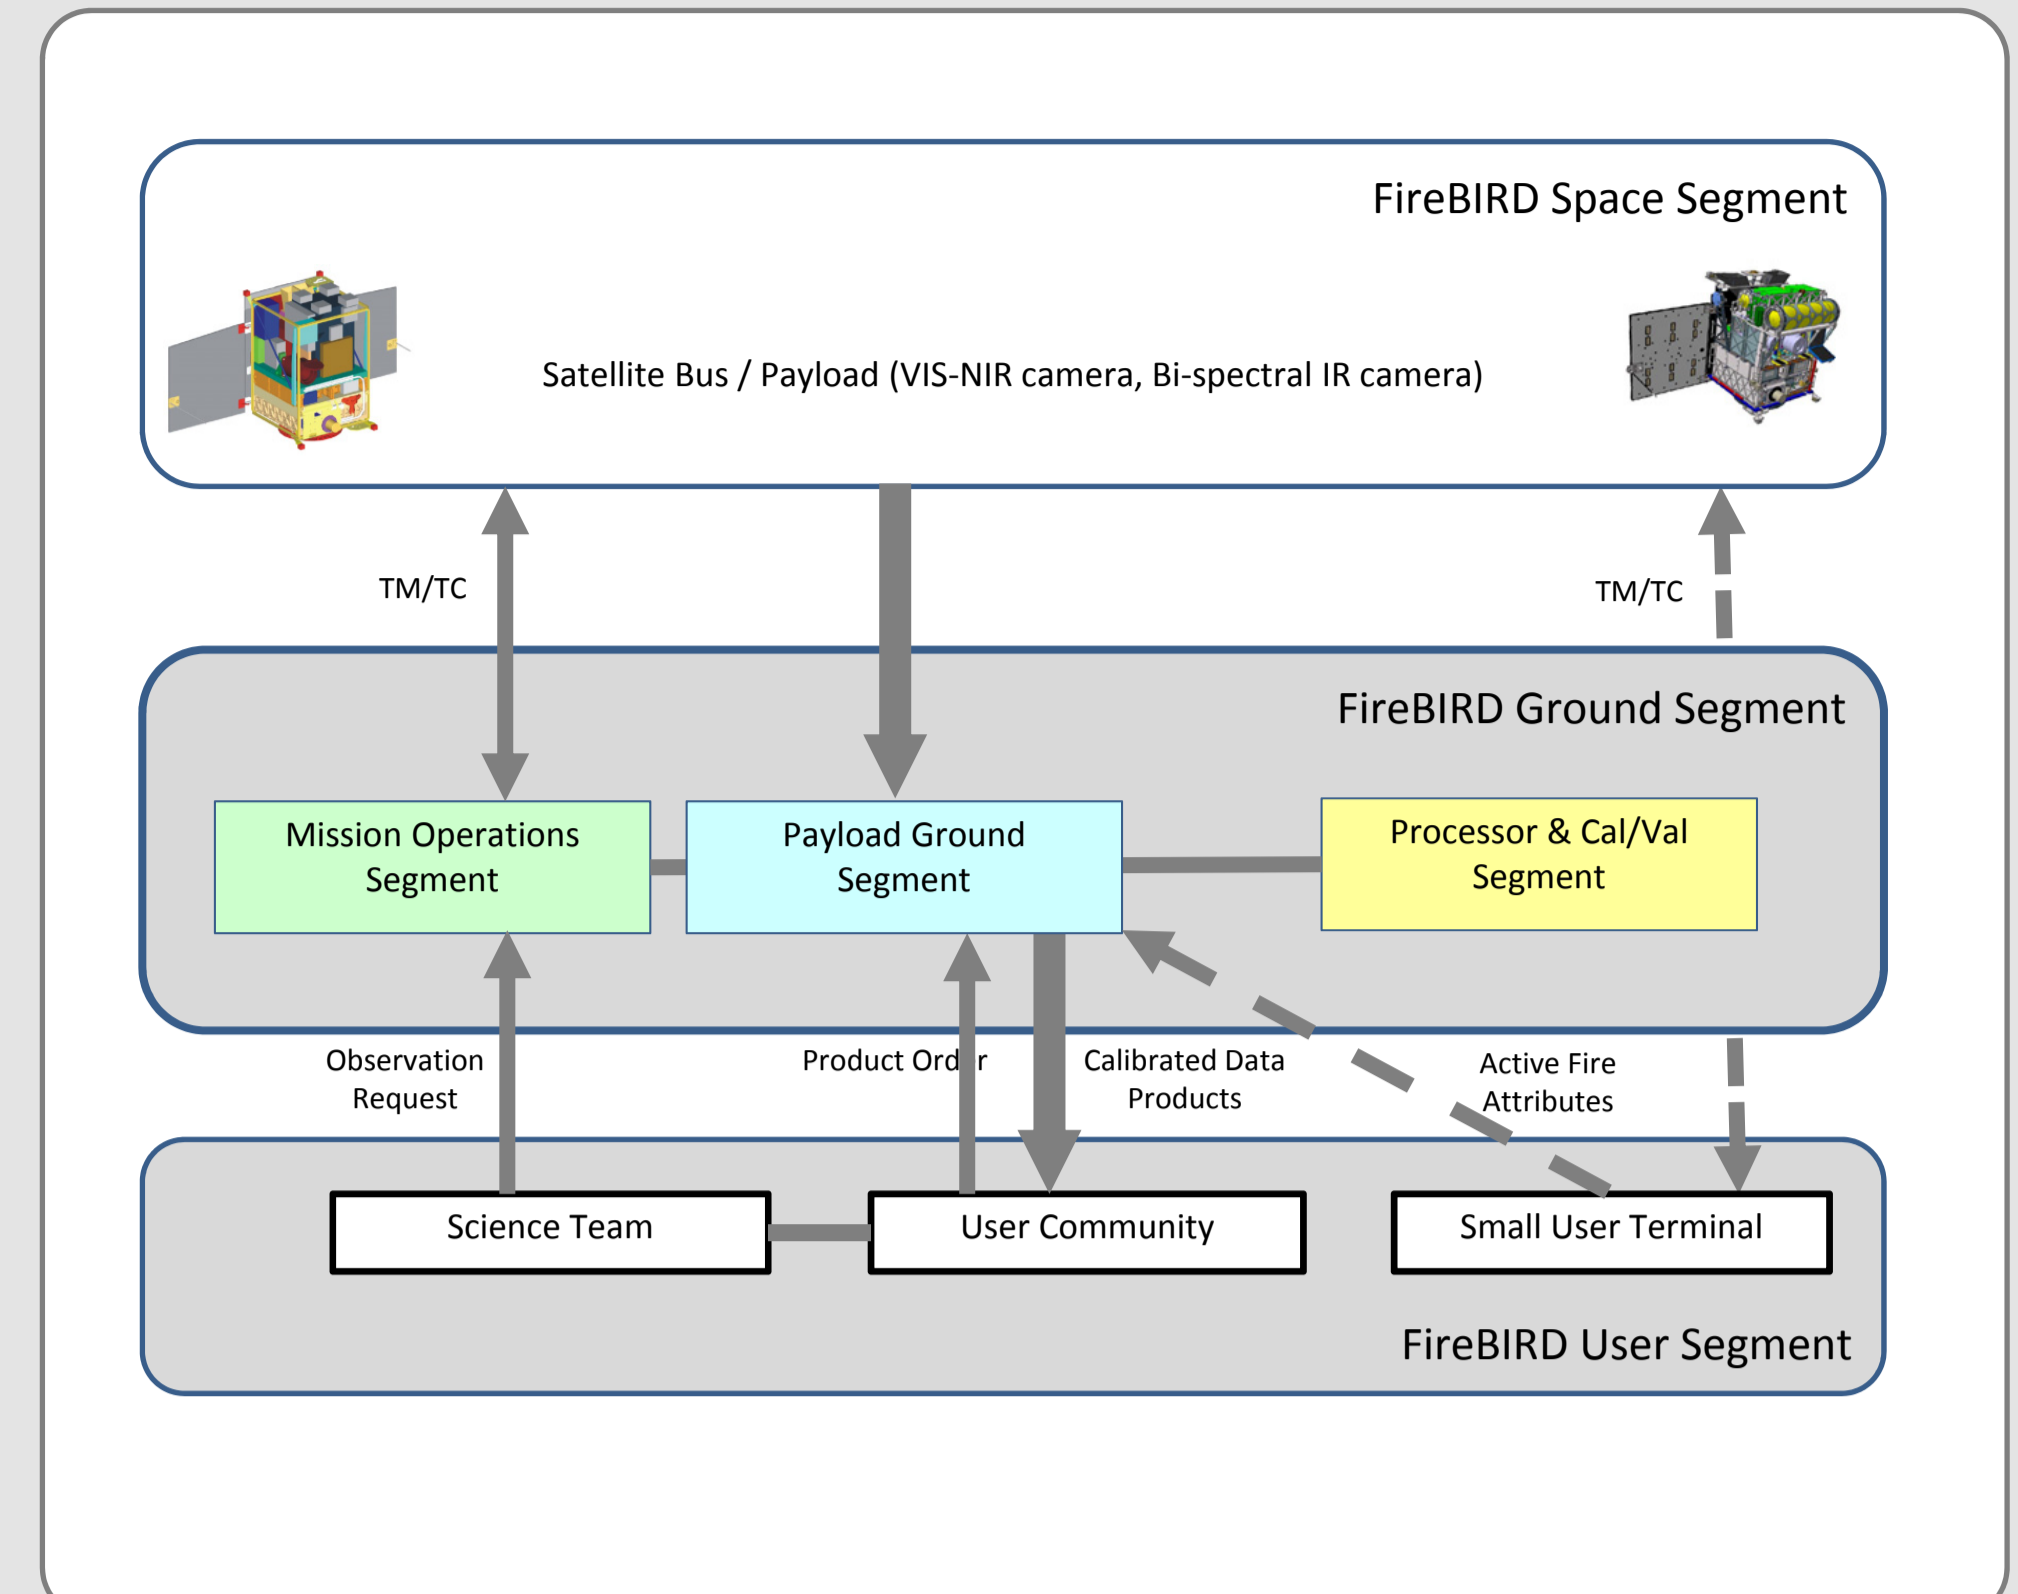 FireBIRD Space Segment
Satellite Bus / Payload (VIS-NIR camera, Bi-spectral IR camera)
TM/TC
TM/TC
FireBIRD Ground Segment
Mission Operations
Segment
Payload Ground
Segment
Processor & Cal/Val
Segment
Observation
Request
Product Order
Calibrated Data
Products
Active Fire
Attributes
Science Team
User Community
Small User Terminal
FireBIRD User Segment